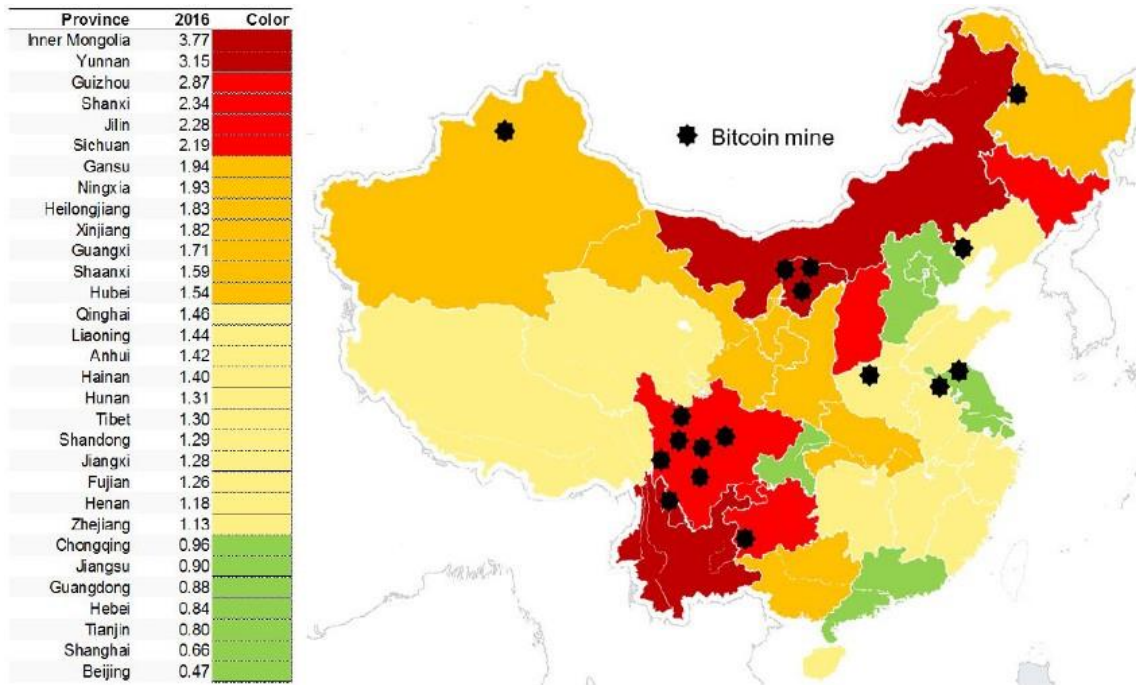 Province 2016 Color
Inner Mongolia 3.77
Yunnan 3.15
Guizhou 2.87
Shanxi 2.34
Jilin 2.28
Sichuan 2.19
Gansu 1.94
Ningxia 1.93
Heilongjiang 1.83
Xinjiang 1.82
Guangxi 1.71
Shaanxi 1.59
Hubei 1.54
Qinghai 1.46
Liaoning 1.44
Anhui 1.42
Hainan 1.40
Hunan 1.31
Tibet 1.30
Shandong 1.29
Jiangxi 1.28
Fujian 1.26
Henan 1.18
Zhejiang 1.13
Chongqing 0.96
Jiangsu 0.90
Guangdong 0.88
Hebei 0.84
Tianjin 0.80
Shanghai 0.66
Beijing 0.47
Bitcoin mine